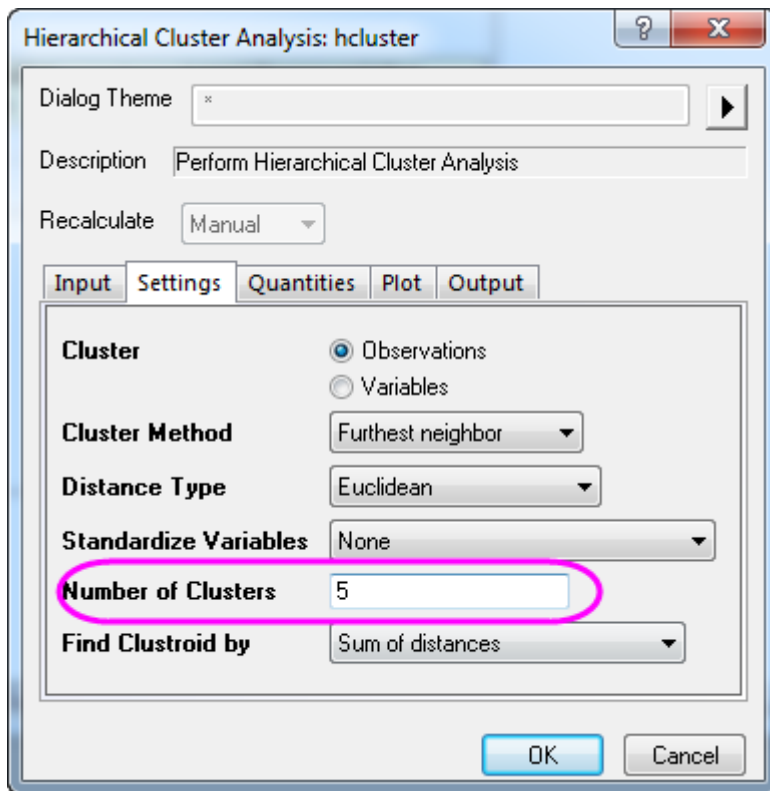 Hierarchical Cluster Analysis: hcluster
Dialog Theme *
Description Perform Hierarchical Cluster Analysis
Recalculate Manual
Input Settings Quantities Plot Output
Cluster Observations
Variables
Cluster Method Furthest neighbor
Distance Type Euclidean
Standardize Variables None
Number of Clusters 5
Find Clustroid by Sum of distances
OK Cancel